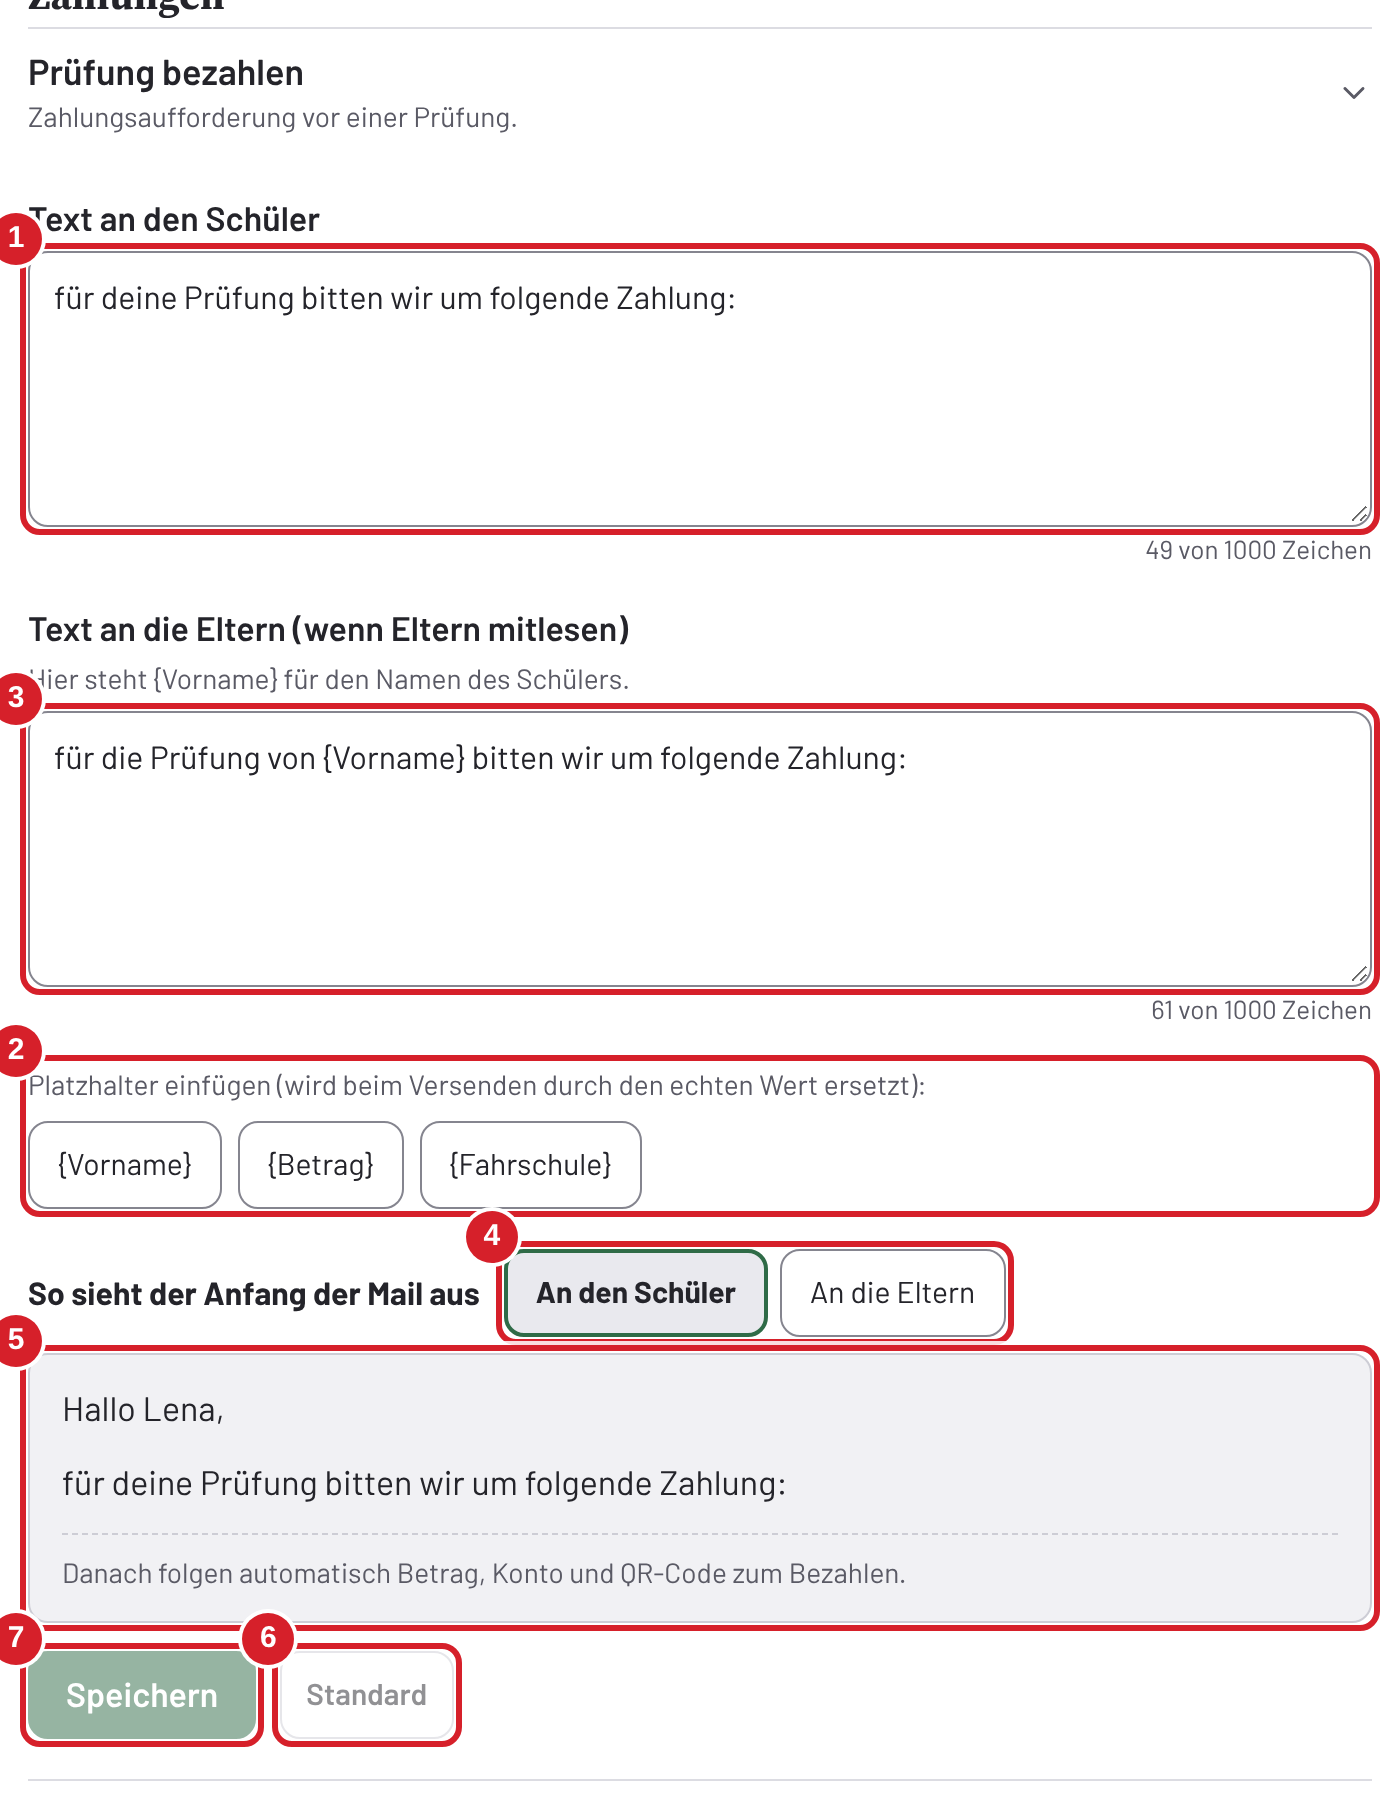 Zahlungen
Prüfung bezahlen
Zahlungsaufforderung vor einer Prüfung.
Text an den Schüler
1
für deine Prüfung bitten wir um folgende Zahlung:
49 von 1000 Zeichen
Text an die Eltern (wenn Eltern mitlesen)
Hier steht {Vorname} für den Namen des Schülers.
3
für die Prüfung von {Vorname} bitten wir um folgende Zahlung:
61 von 1000 Zeichen
2
Platzhalter einfügen (wird beim Versenden durch den echten Wert ersetzt):
{Vorname} {Betrag} {Fahrschule}
4
So sieht der Anfang der Mail aus An den Schüler An die Eltern
5
Hallo Lena,
für deine Prüfung bitten wir um folgende Zahlung:
Danach folgen automatisch Betrag, Konto und QR-Code zum Bezahlen.
7 6
Speichern Standard